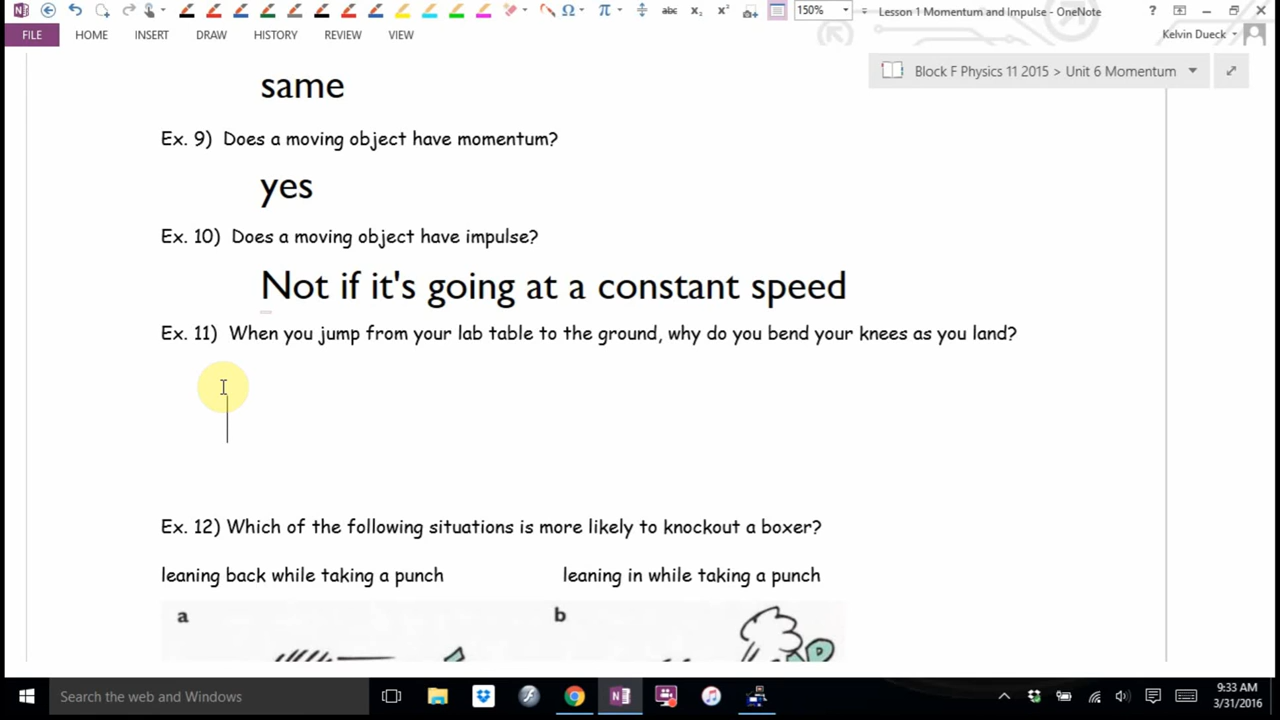 abc x₂ x² 150% Lesson 1 Momentum and Impulse - OneNote ?
FILE HOME INSERT DRAW HISTORY REVIEW VIEW Kelvin Dueck
Block F Physics 11 2015 > Unit 6 Momentum
same
Ex. 9) Does a moving object have momentum?
yes
Ex. 10) Does a moving object have impulse?
Not if it's going at a constant speed
Ex. 11) When you jump from your lab table to the ground, why do you bend your knees as you land?
Ex. 12) Which of the following situations is more likely to knockout a boxer?
leaning back while taking a punch leaning in while taking a punch
a b
D
Search the web and Windows 9:33 AM
3/31/2016